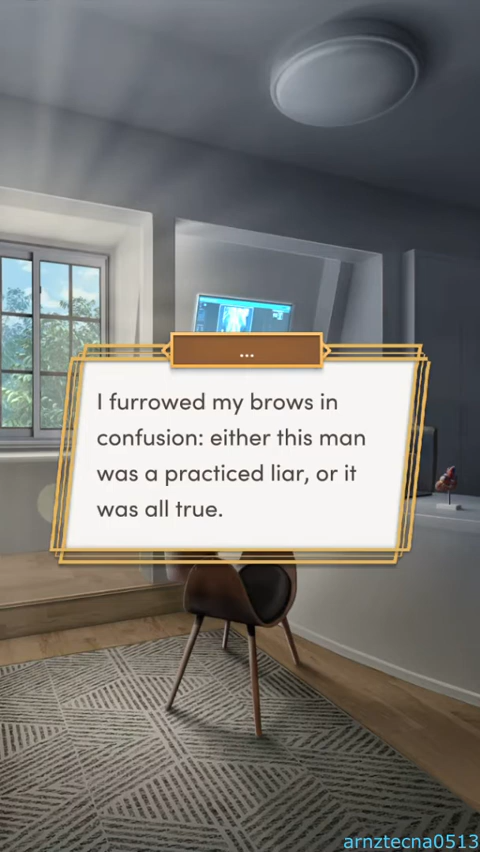 ...
I furrowed my brows in
confusion: either this man
was a practiced liar, or it
was all true.
arnztecna0513